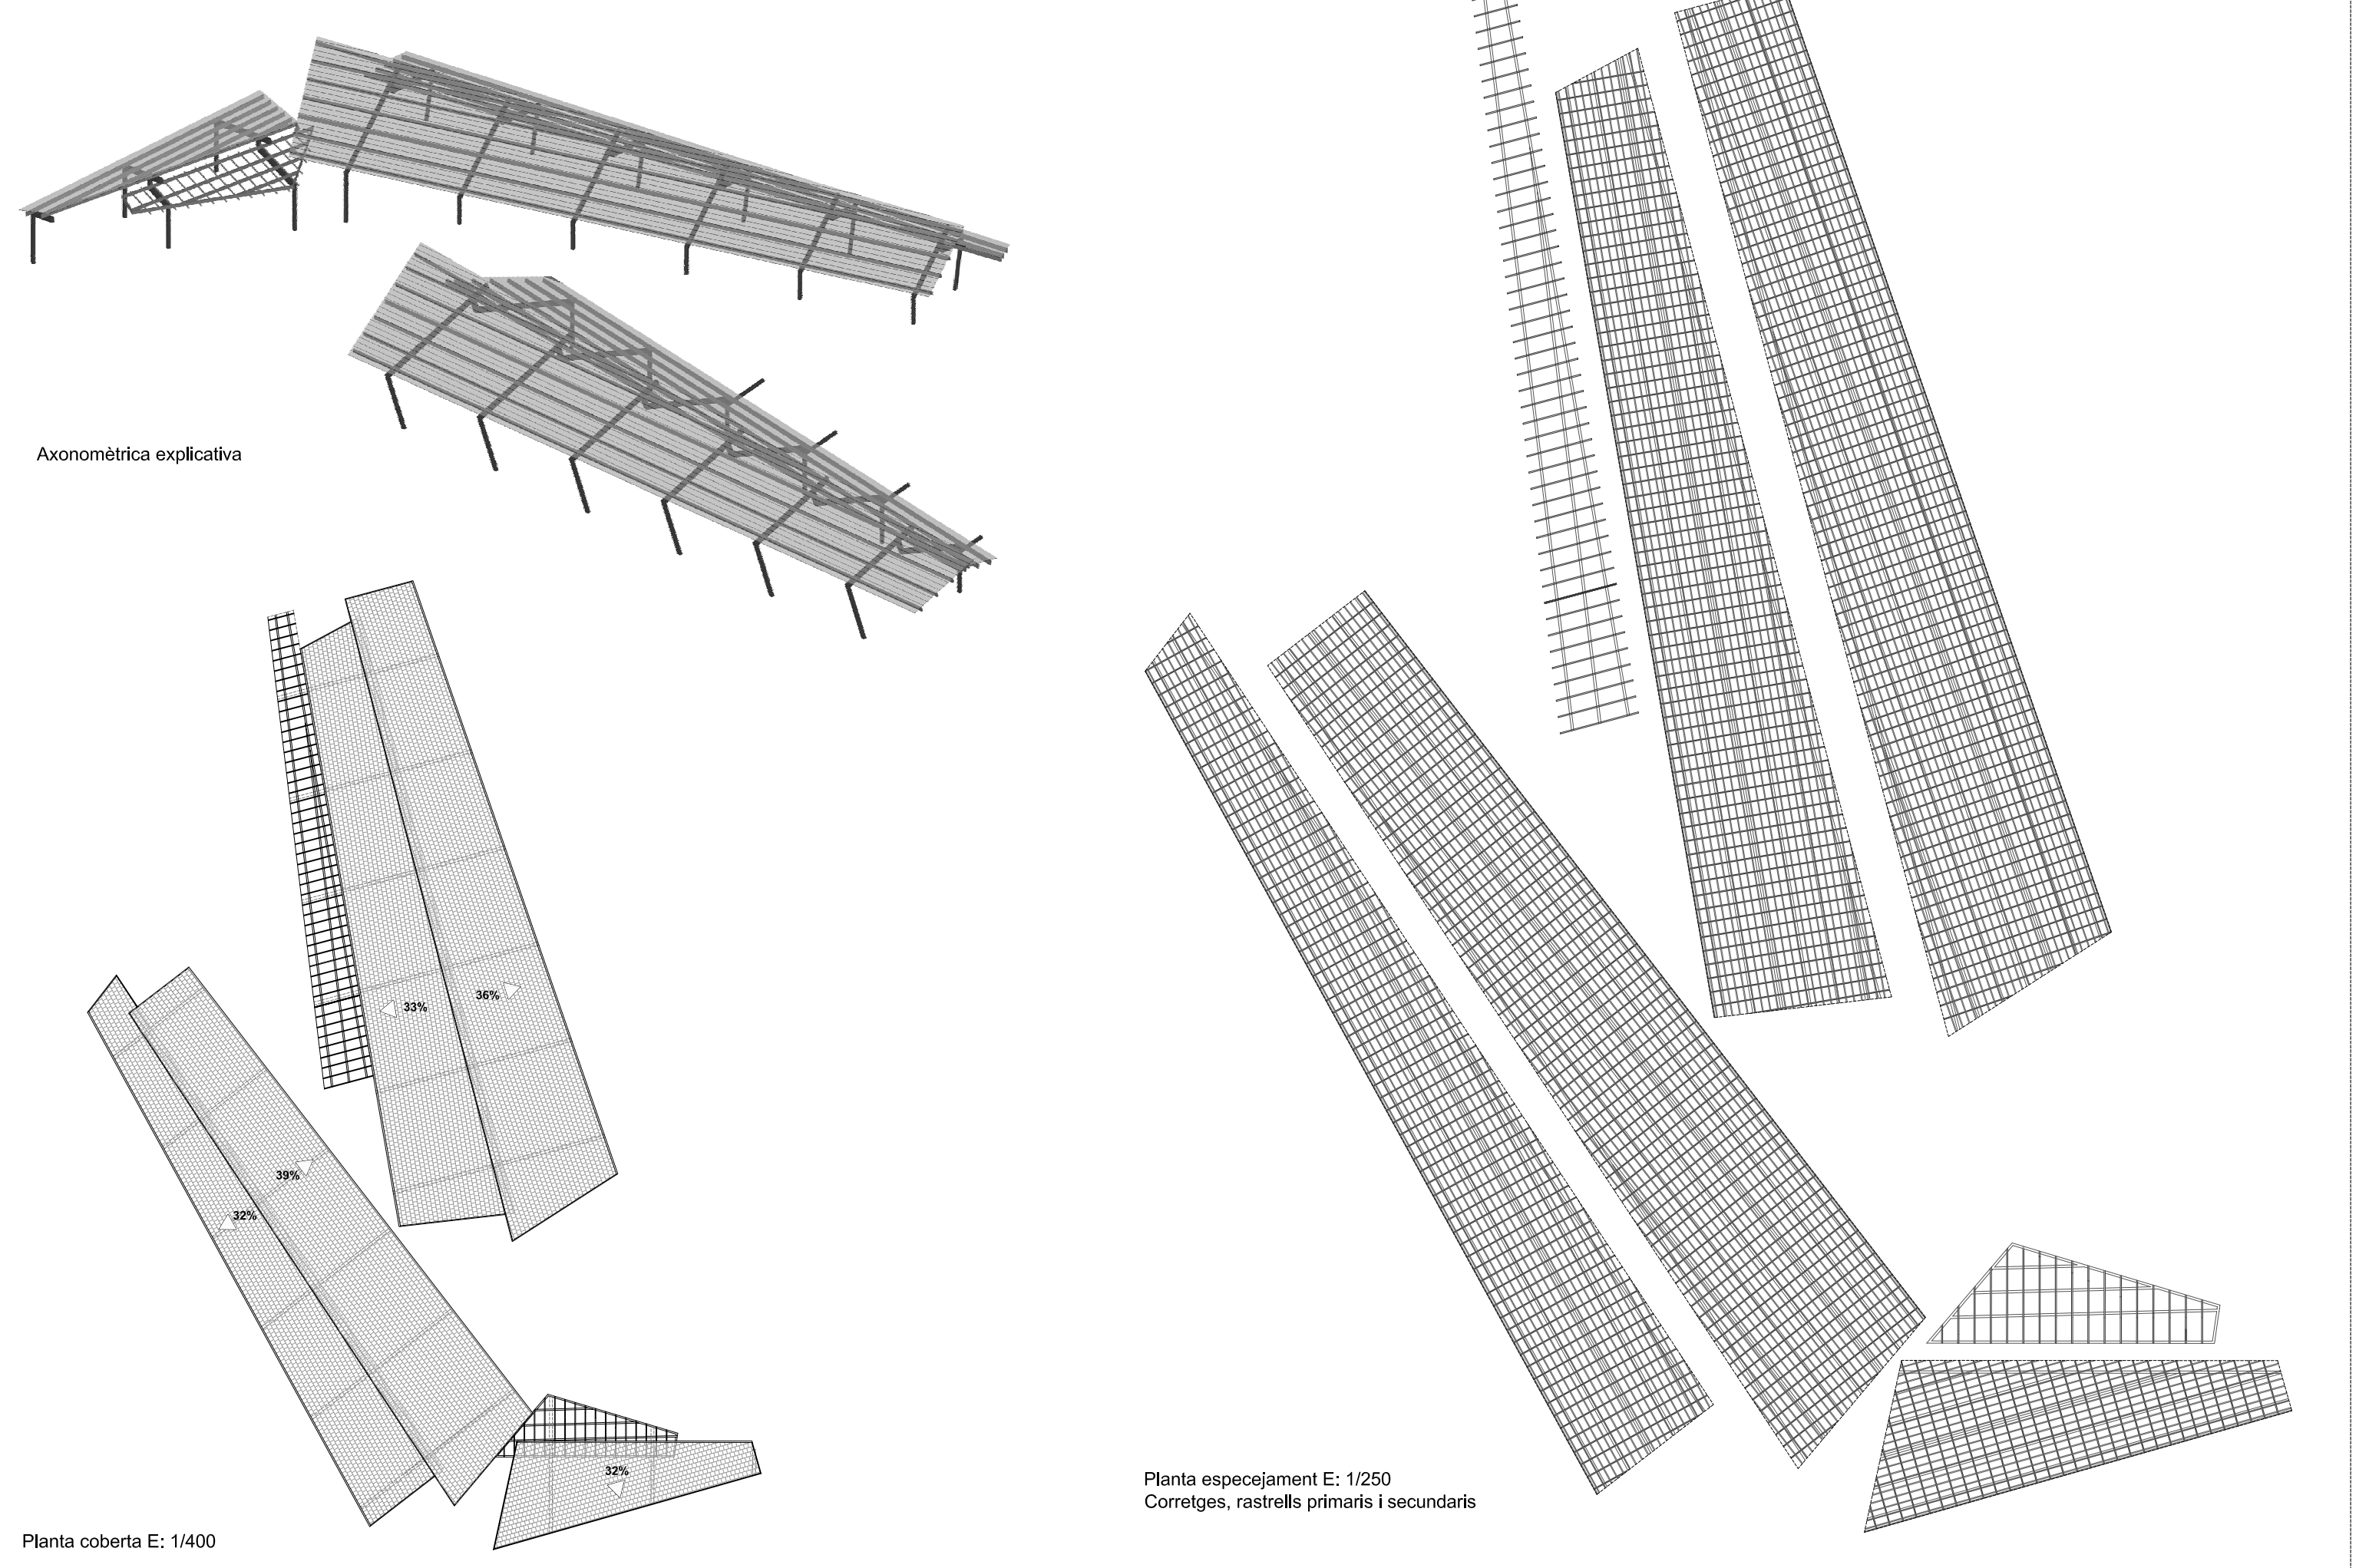 Axonomètrica explicativa
33%
36%
39%
32%
32%
Planta coberta E: 1/400
Planta especejament E: 1/250
Corretges, rastrells primaris i secundaris